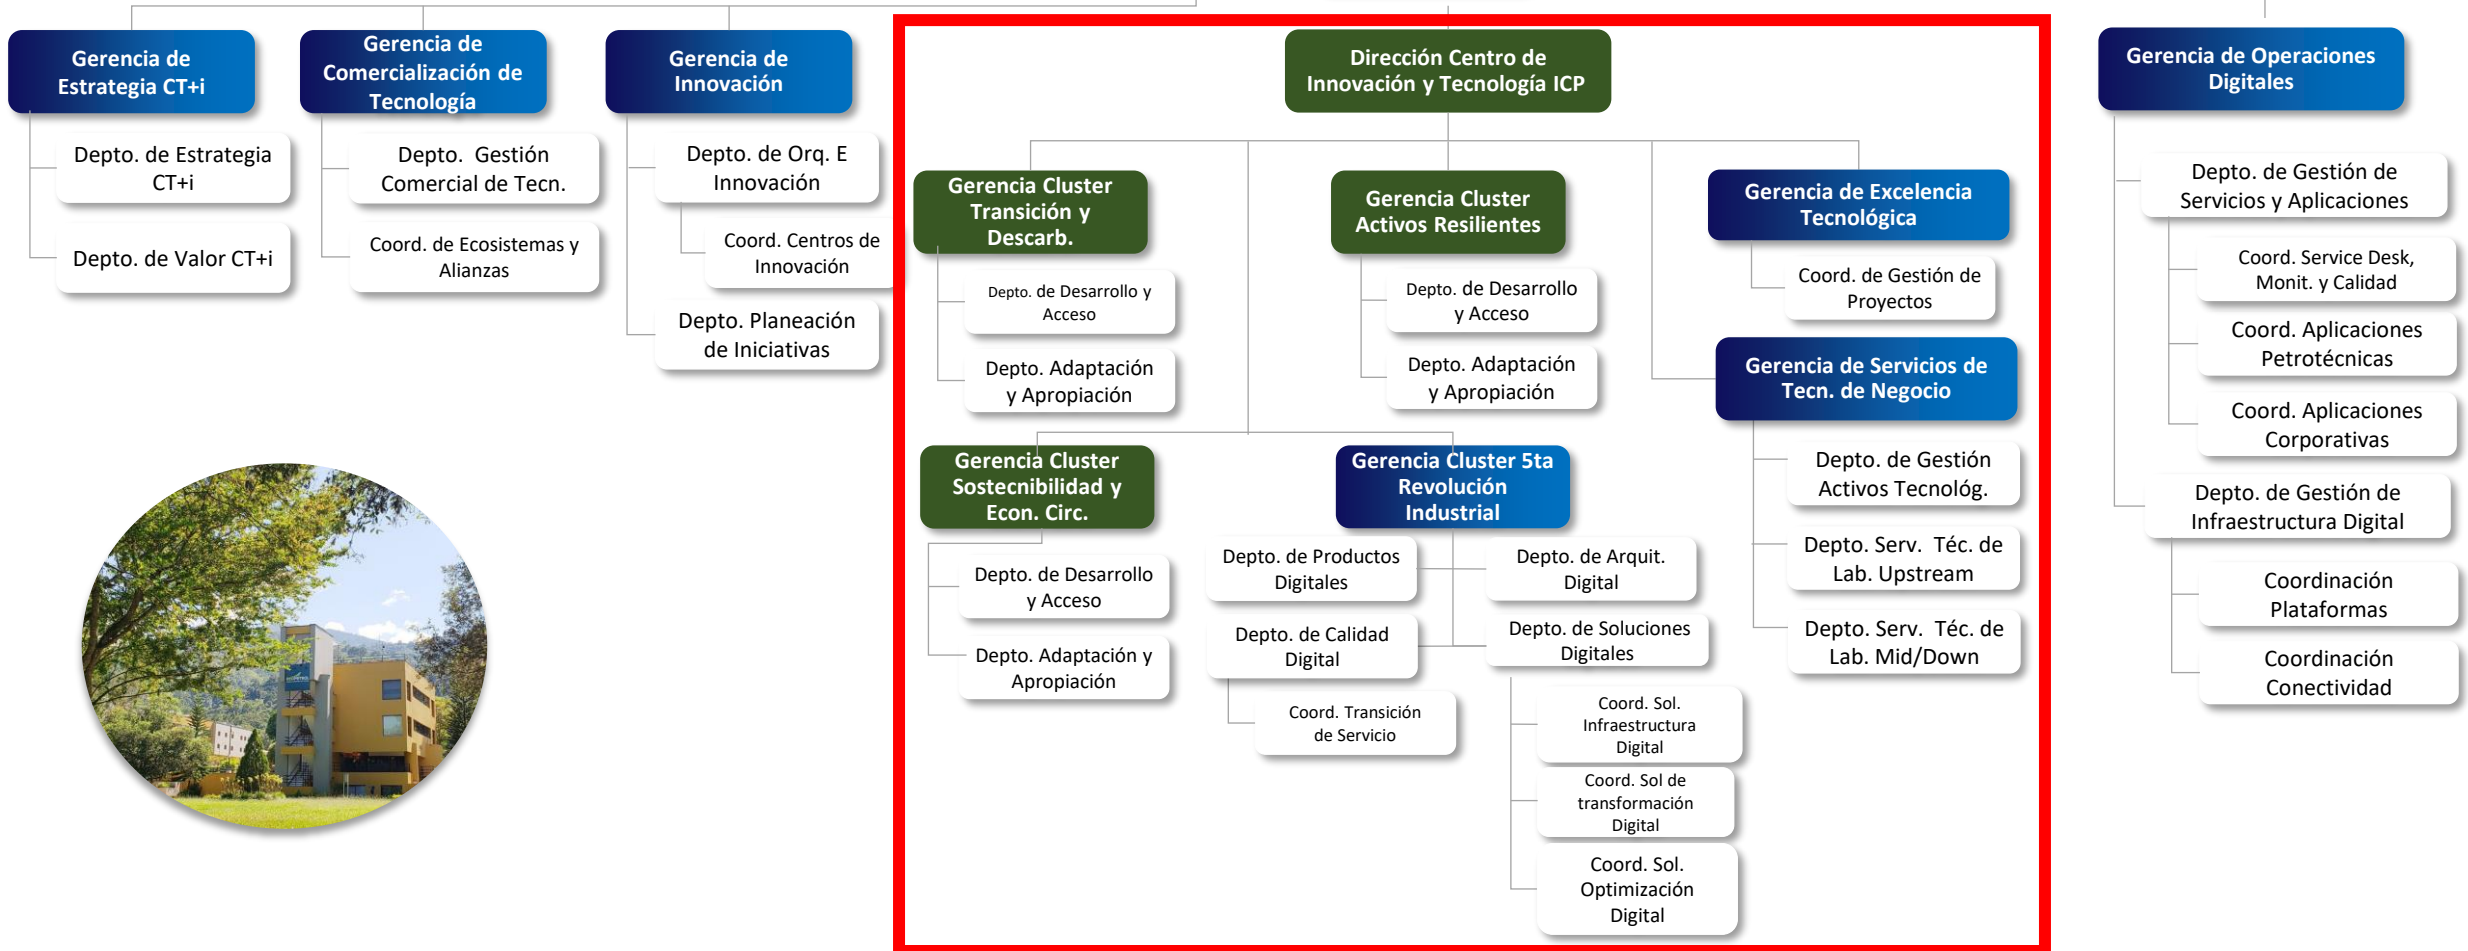 Gerencia de
Estrategia CT+i
Depto. de Estrategia
CT+i
Depto. de Valor CT+i
Gerencia de
Comercialización de
Tecnología
Depto.  Gestión
Comercial de Tecn.
Coord. de Ecosistemas y
Alianzas
Gerencia de
Innovación
Depto. de Orq. E
Innovación
Coord. Centros de
Innovación
Depto. Planeación
de Iniciativas
Dirección Centro de
Innovación y Tecnología ICP
Gerencia Cluster
Transición y
Descarb.
Depto. de Desarrollo y
Acceso
Depto. Adaptación
y Apropiación
Gerencia Cluster
Activos Resilientes
Depto. de Desarrollo
y Acceso
Depto. Adaptación
y Apropiación
Gerencia de Excelencia
Tecnológica
Coord. de Gestión de
Proyectos
Gerencia de Servicios de
Tecn. de Negocio
Depto. de Gestión
Activos Tecnológ.
Depto. Serv.  Téc. de
Lab. Upstream
Depto. Serv.  Téc. de
Lab. Mid/Down
Gerencia Cluster
Sostecnibilidad y
Econ. Circ.
Depto. de Desarrollo
y Acceso
Depto. Adaptación y
Apropiación
Gerencia Cluster 5ta
Revolución
Industrial
Depto. de Productos
Digitales
Depto. de Arquit.
Digital
Depto. de Calidad
Digital
Coord. Transición
de Servicio
Depto. de Soluciones
Digitales
Coord. Sol.
Infraestructura
Digital
Coord. Sol de
transformación
Digital
Coord. Sol.
Optimización
Digital
Gerencia de Operaciones
Digitales
Depto. de Gestión de
Servicios y Aplicaciones
Coord. Service Desk,
Monit. y Calidad
Coord. Aplicaciones
Petrotécnicas
Coord. Aplicaciones
Corporativas
Depto. de Gestión de
Infraestructura Digital
Coordinación
Plataformas
Coordinación
Conectividad